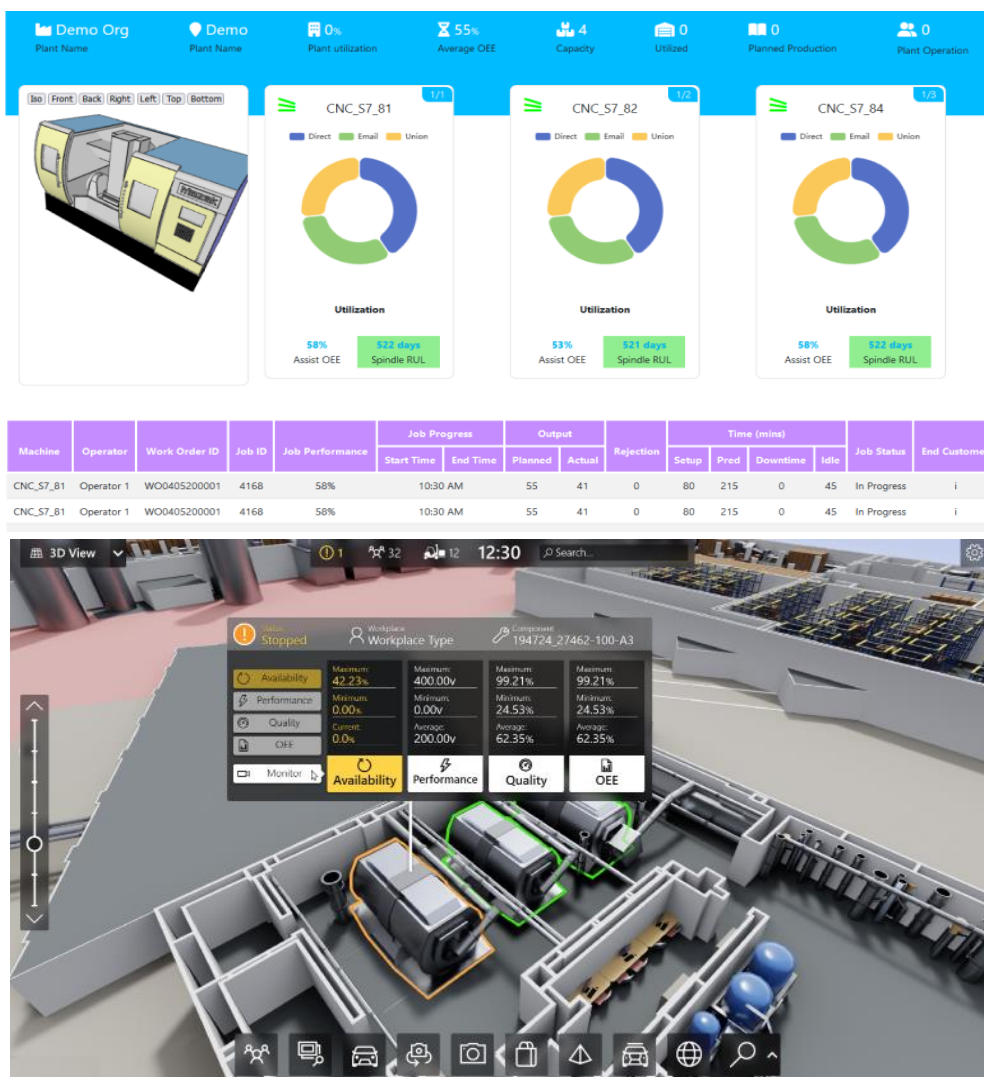 Demo Org
Demo
0%
55%
4
0
0
0
Plant Name
Plant Name
Plant utilization
Average OEE
Capacity
Utilized
Planned Production
Plant Operation
Iso Front Back Right Left Top Bottom
1/1
CNC_S7_81
Direct Email Union
Utilization
58%
Assist OEE
522 days
Spindle RUL
1/2
CNC_S7_82
Direct Email Union
Utilization
53%
Assist OEE
521 days
Spindle RUL
1/3
CNC_S7_84
Direct Email Union
Utilization
58%
Assist OEE
522 days
Spindle RUL
Machine Operator Work Order ID Job ID Job Performance Job Progress Output Rejection Time (mins) Job Status End Custome
Start Time End Time Planned Actual Setup Pred Downtime Idle
CNC_S7_81 Operator 1 WO0405200001 4168 58% 10:30 AM 55 41 0 80 215 0 45 In Progress i
CNC_S7_81 Operator 1 WO0405200001 4168 58% 10:30 AM 55 41 0 80 215 0 45 In Progress i
3D View 1 32 12 12:30 Search...
Status
Stopped
Workplace
Workplace Type
Component
194724_27462-100-A3
Availability
Performance
Quality
OEE
Monitor
Maximum:
42.23%
Minimum:
0.00%
Current:
0.0%
Availability
Maximum:
400.00v
Minimum:
0.00v
Average:
200.00v
Performance
Maximum:
99.21%
Minimum:
24.53%
Average:
62.35%
Quality
Maximum:
99.21%
Minimum:
24.53%
Average:
62.35%
OEE